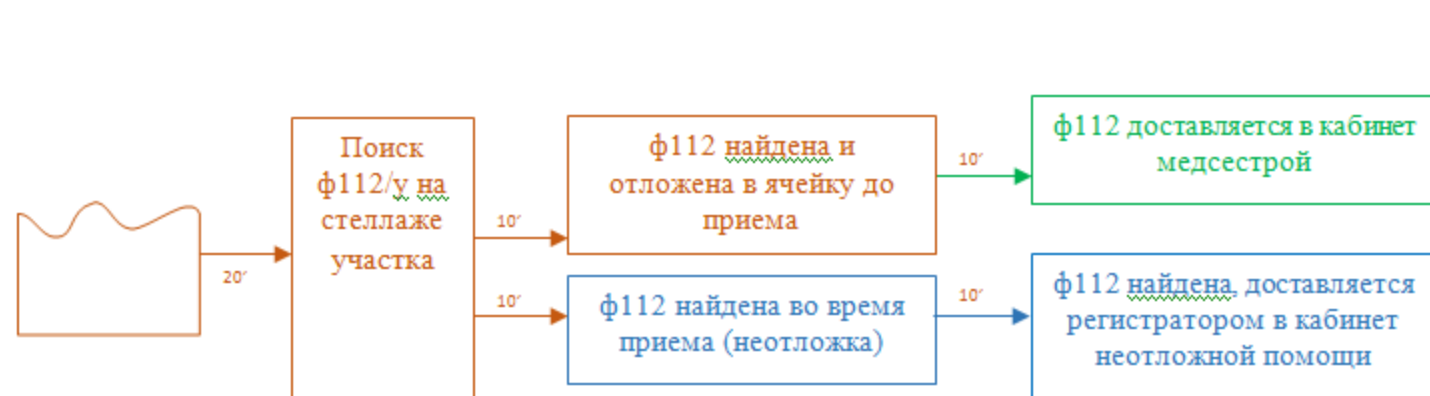 20′
Поиск
ф112/у на
стеллаже
участка
10′
10′
ф112 найдена и
отложена в ячейку до
приема
ф112 найдена во время
приема (неотложка)
10′
10′
ф112 доставляется в кабинет
медсестрой
ф112 найдена, доставляется
регистратором в кабинет
неотложной помощи